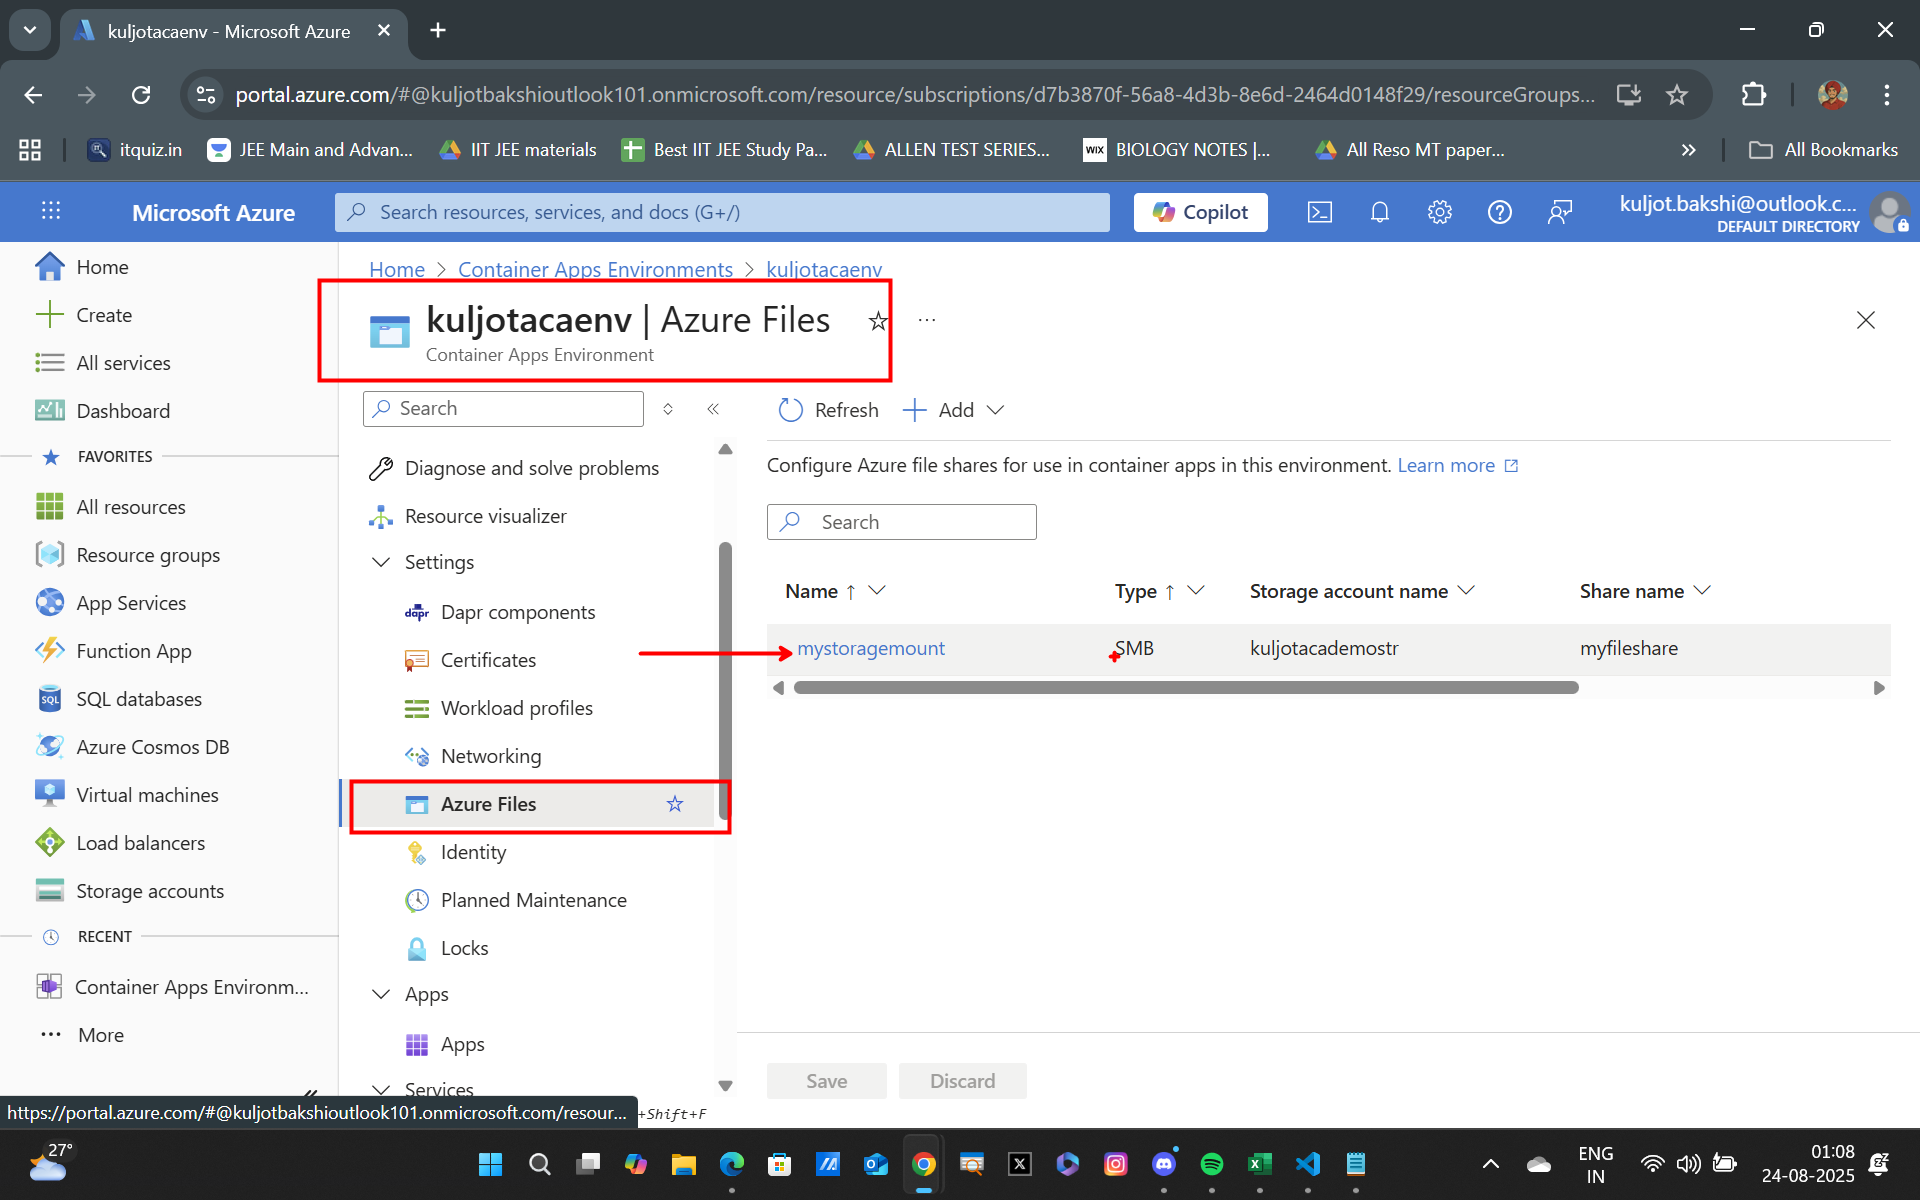 kuljotacaenv - Microsoft Azure
portal.azure.com/#@kuljotbakshioutlook101.onmicrosoft.com/resource/subscriptions/d7b3870f-56a8-4d3b-8e6d-2464d0148f29/resourceGroups...
itquiz.in
JEE Main and Advan...
IIT JEE materials
Best IIT JEE Study Pa...
ALLEN TEST SERIES...
WIX
BIOLOGY NOTES |...
All Reso MT paper...
All Bookmarks
Microsoft Azure
Search resources, services, and docs (G+/)
Copilot
kuljot.bakshi@outlook.c...
DEFAULT DIRECTORY
Home
Create
All services
Dashboard
FAVORITES
All resources
Resource groups
App Services
Function App
SQL
SQL databases
Azure Cosmos DB
Virtual machines
Load balancers
Storage accounts
RECENT
Container Apps Environm...
More
Home > Container Apps Environments > kuljotacaenv
kuljotacaenv | Azure Files
Container Apps Environment
Search
Diagnose and solve problems
Resource visualizer
Settings
dapr
Dapr components
Certificates
Workload profiles
Networking
Azure Files
Identity
Planned Maintenance
Locks
Apps
Apps
Services
Refresh
Add
Configure Azure file shares for use in container apps in this environment. Learn more
Search
Name ↑ Type ↑ Storage account name Share name
mystoragemount SMB kuljotacademostr myfileshare
Save
Discard
https://portal.azure.com/#@kuljotbakshioutlook101.onmicrosoft.com/resour...
+Shift+F
27°
ENG
IN
01:08
24-08-2025